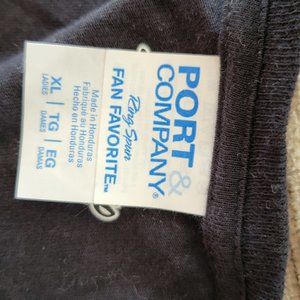 PORT &
COMPANY®
Ring Spun
FAN FAVORITE™
Made in Honduras
Fabriqué au Honduras
Hecho en Honduras
XL | TG | EG
LADIES DAMES DAMAS